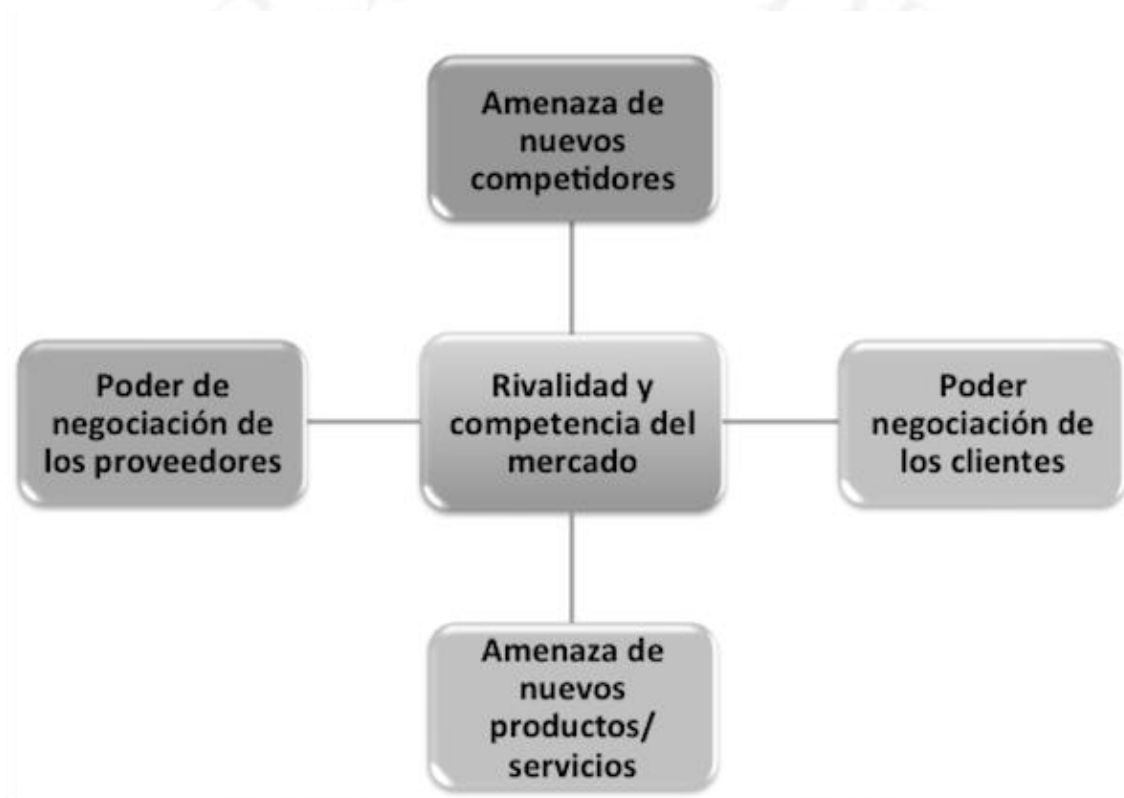 Amenaza de
nuevos
competidores
Poder de
negociación de
los proveedores
Rivalidad y
competencia del
mercado
Poder
negociación de
los clientes
Amenaza de
nuevos
productos/
servicios